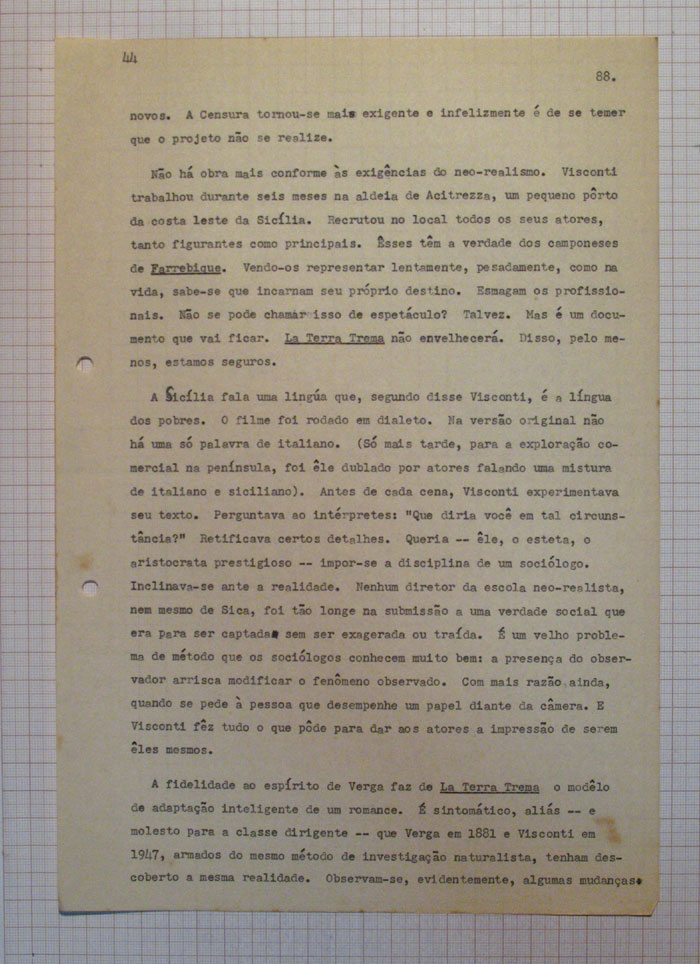 44
88.
novos. A Censura tornou-se mais exigente e infelizmente é de se temer
que o projeto não se realize.
Não há obra mais conforme às exigências do neo-realismo. Visconti
trabalhou durante seis meses na aldeia de Acitrezza, um pequeno pôrto
da costa leste da Sicília. Recrutou no local todos os seus atores,
tanto figurantes como principais. Êsses têm a verdade dos camponeses
de Farrebique. Vendo-os representar lentamente, pesadamente, como na
vida, sabe-se que incarnam seu próprio destino. Esmagam os profissio-
nais. Não se pode chamar isso de espetáculo? Talvez. Mas é um docu-
mento que vai ficar. La Terra Trema não envelhecerá. Disso, pelo me-
nos, estamos seguros.
A Sicília fala uma lingúa que, segundo disse Visconti, é a língua
dos pobres. O filme foi rodado em dialeto. Na versão original não
há uma só palavra de italiano. (Só mais tarde, para a exploração co-
mercial na península, foi êle dublado por atores falando uma mistura
de italiano e siciliano). Antes de cada cena, Visconti experimentava
seu texto. Perguntava ao intérpretes: "Que diria você em tal circuns-
tância?" Retificava certos detalhes. Queria -- êle, o esteta, o
aristocrata prestigioso -- impor-se a disciplina de um sociólogo.
Inclinava-se ante a realidade. Nenhum diretor da escola neo-realista,
nem mesmo de Sica, foi tão longe na submissão a uma verdade social que
era para ser captada sem ser exagerada ou traída. É um velho proble-
ma de método que os sociólogos conhecem muito bem: a presença do obser-
vador arrisca modificar o fenômeno observado. Com mais razão ainda,
quando se pede à pessoa que desempenhe um papel diante da câmera. E
Visconti fêz tudo o que pôde para dar aos atores a impressão de serem
êles mesmos.
A fidelidade ao espírito de Verga faz de La Terra Trema o modêlo
de adaptação inteligente de um romance. É sintomático, aliás -- e
molesto para a classe dirigente -- que Verga em 1881 e Visconti em
1947, armados do mesmo método de investigação naturalista, tenham des-
coberto a mesma realidade. Observam-se, evidentemente, algumas mudanças.